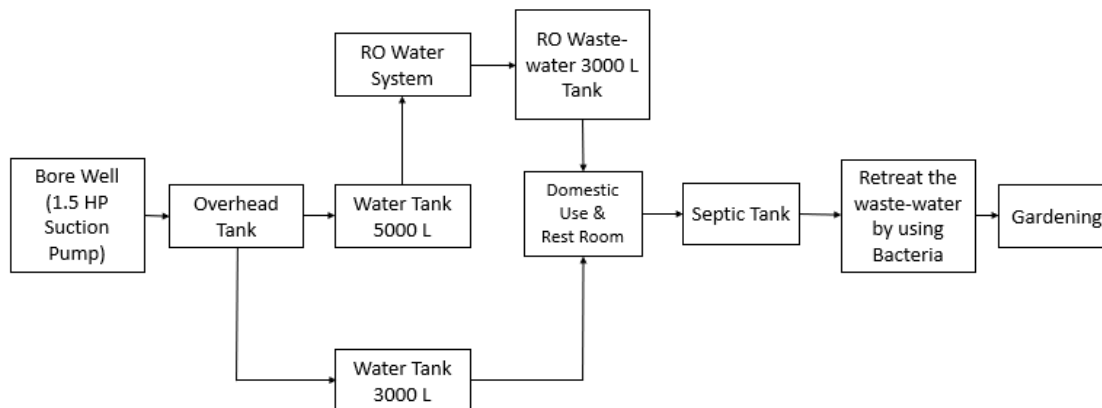 RO Water
System
RO Waste-
water 3000 L
Tank
Bore Well
(1.5 HP
Suction
Pump)
Overhead
Tank
Water Tank
5000 L
Domestic
Use &
Rest Room
Septic Tank
Retreat the
waste-water
by using
Bacteria
Gardening
Water Tank
3000 L